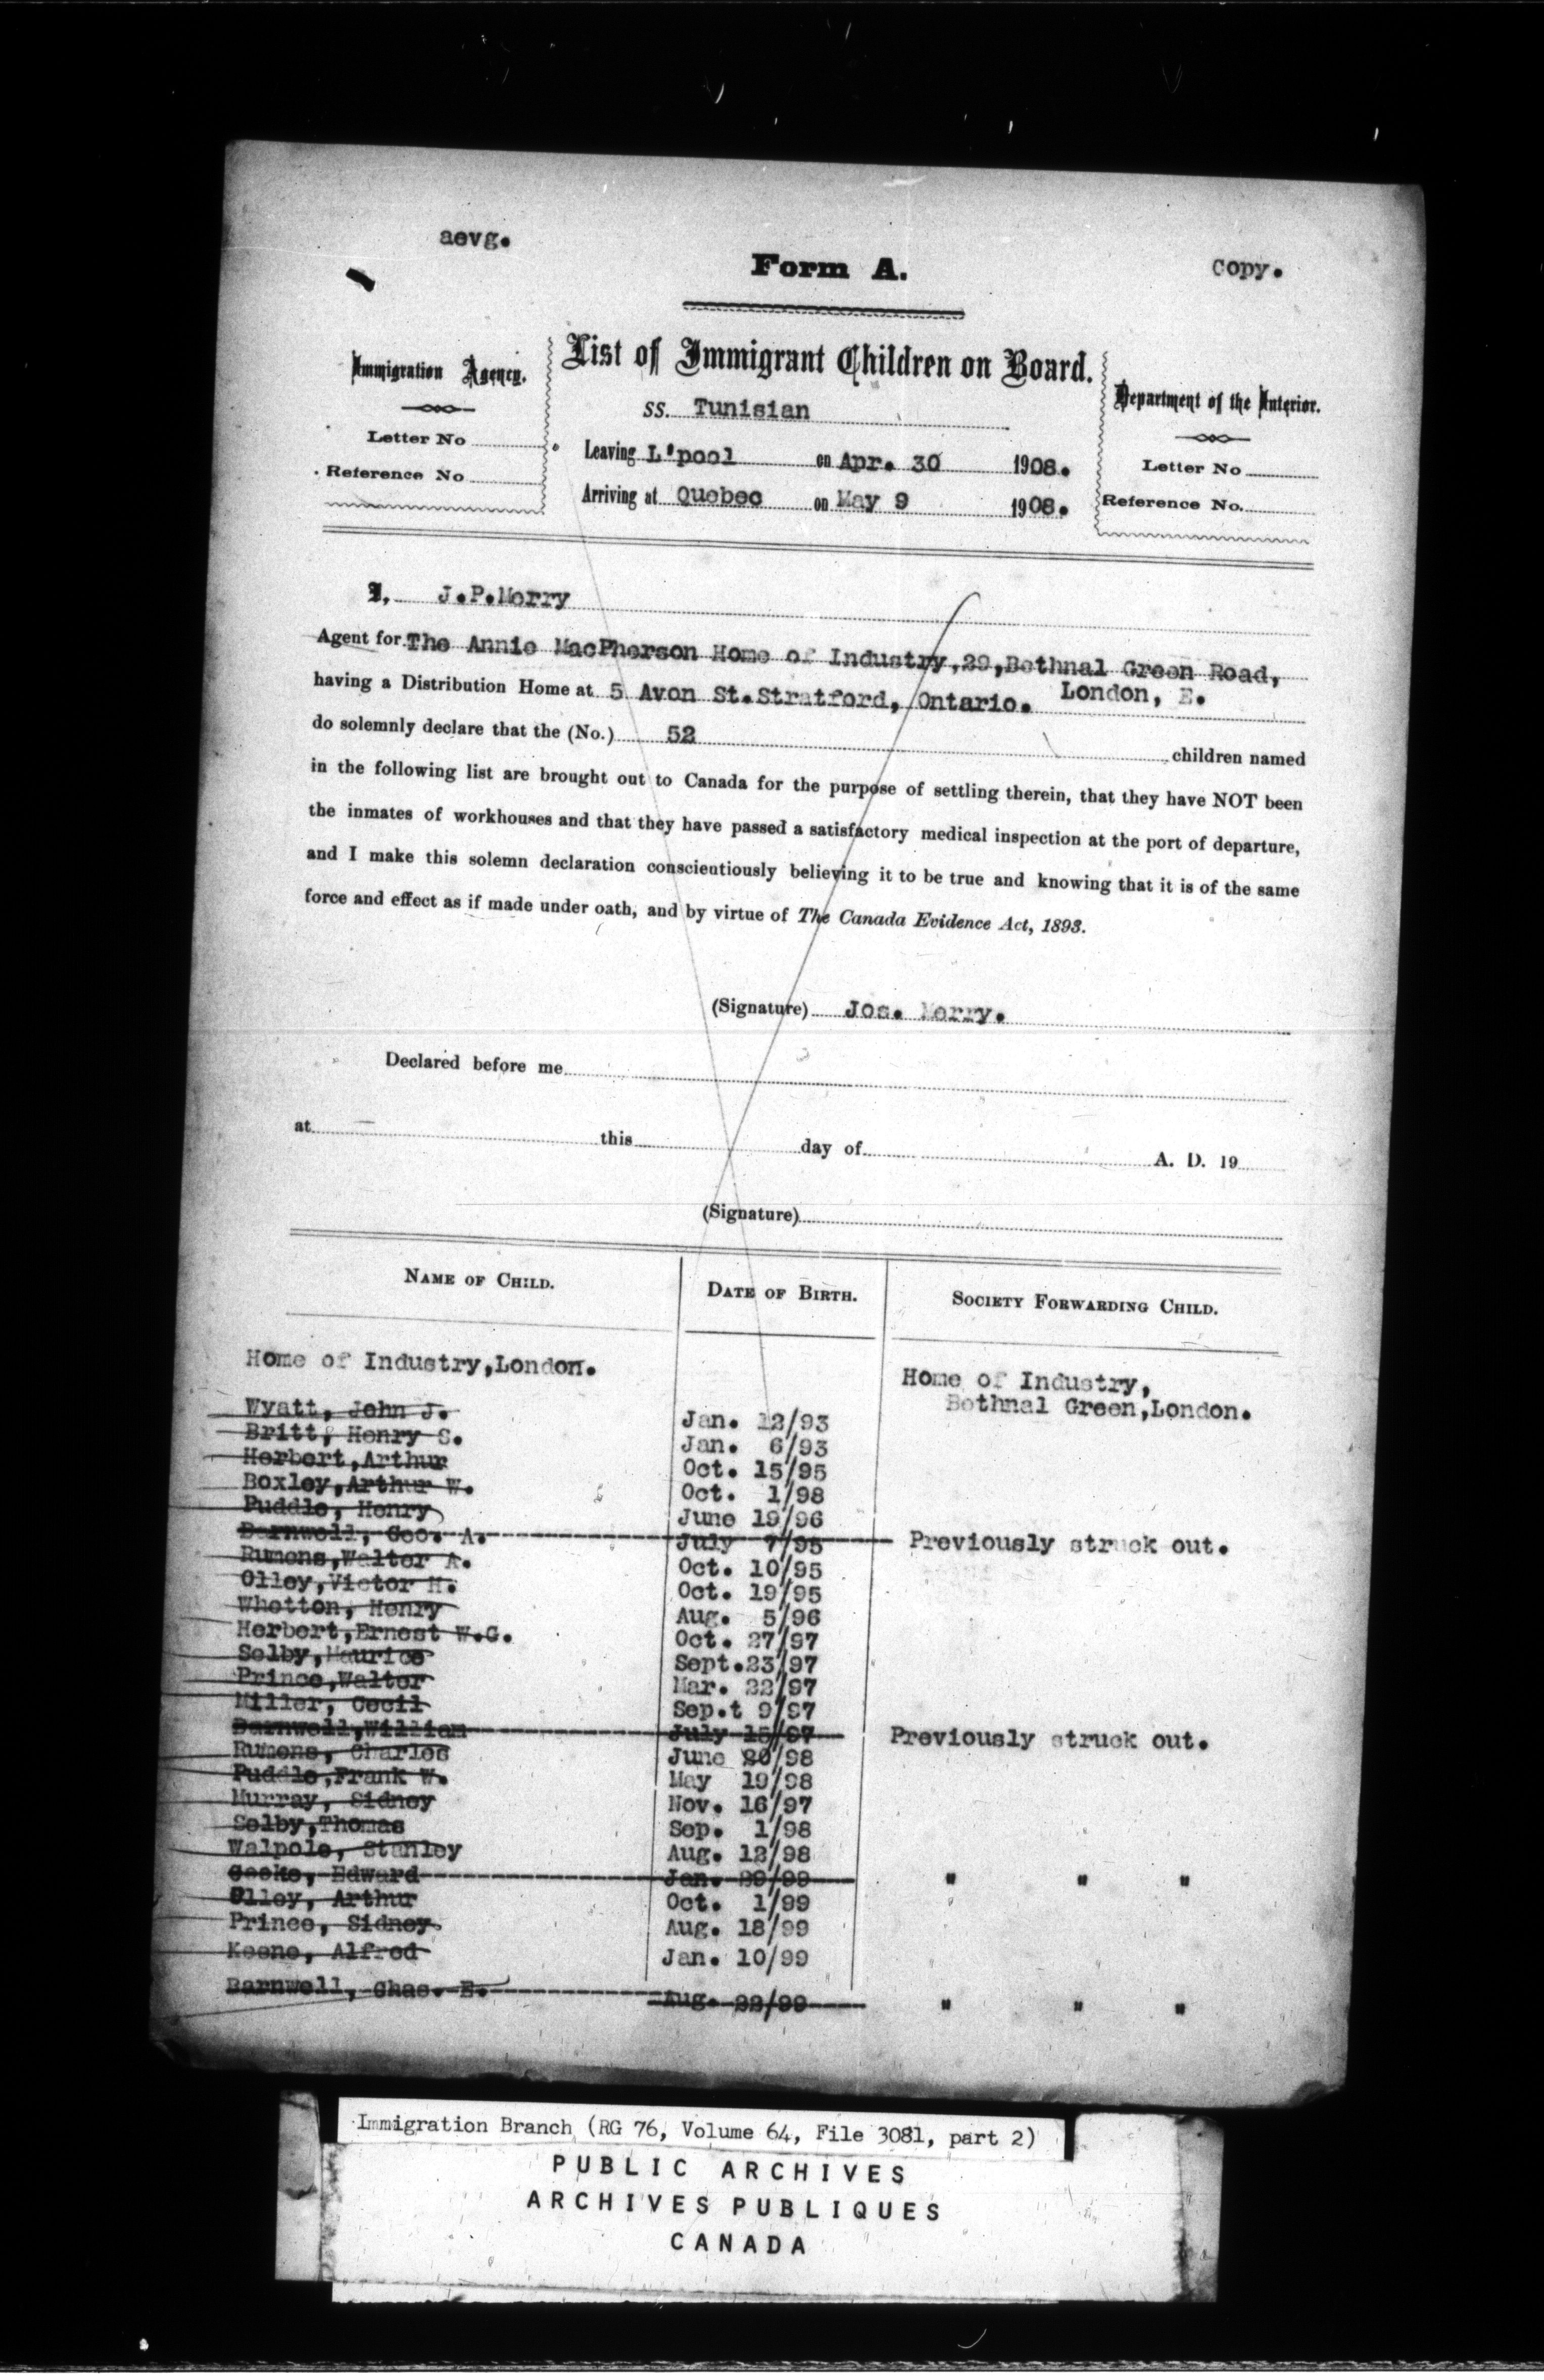 aevg.
Form A.
Copy.
Immigration Agency.
Letter No
Reference No
List of Immigrant Children on Board.
SS. Tunisian
Leaving L'pool on Apr. 30 1908.
Arriving at Quebec on May 9 1908.
Department of the Interior.
Letter No
Reference No.
I, J.P.Merry
Agent for The Annie MacPherson Home of Industry,29,Bethnal Green Road,
London, E.
having a Distribution Home at 5 Avon St.Stratford, Ontario.
do solemnly declare that the (No.) 52 children named
in the following list are brought out to Canada for the purpose of settling therein, that they have NOT been
the inmates of workhouses and that they have passed a satisfactory medical inspection at the port of departure,
and I make this solemn declaration conscientiously believing it to be true and knowing that it is of the same
force and effect as if made under oath, and by virtue of The Canada Evidence Act, 1893.
(Signature) Jos. Merry.
Declared before me
at this day of A. D. 19
(Signature)
NAME OF CHILD. DATE OF BIRTH. SOCIETY FORWARDING CHILD.
Home of Industry,London.
Home of Industry,
Bethnal Green,London.
Wyatt, John J. Jan. 12/93
Britt, Henry S. Jan. 6/93
Herbert,Arthur Oct. 15/95
Boxley,Arthur W. Oct. 1/98
Puddle, Henry June 19/96
Barnwell, Geo. A. July 7/95 Previously struck out.
Rumens,Walter A. Oct. 10/95
Olley,Victor H. Oct. 19/95
Whetton, Henry Aug. 5/96
Herbert,Ernest W.G. Oct. 27/97
Selby,Maurice Sept.23/97
Prince,Walter Mar. 22/97
Miller, Cecil Sep.t 9/97
Barnwell,William July 15/97 Previously struck out.
Rumens, Charles June 20/98
Puddle,Frank W. May 19/98
Murray, Sidney Nov. 16/97
Selby,Thomas Sep. 1/98
Walpole, Stanley Aug. 12/98
Cooke, Edward Jan. 29/99 " " "
Olley, Arthur Oct. 1/99
Prince, Sidney Aug. 18/99
Keene, Alfred Jan. 10/99
Barnwell, Chas. E. Aug. 22/99 " " "
Immigration Branch (RG 76, Volume 64, File 3081, part 2)
PUBLIC ARCHIVES
ARCHIVES PUBLIQUES
CANADA